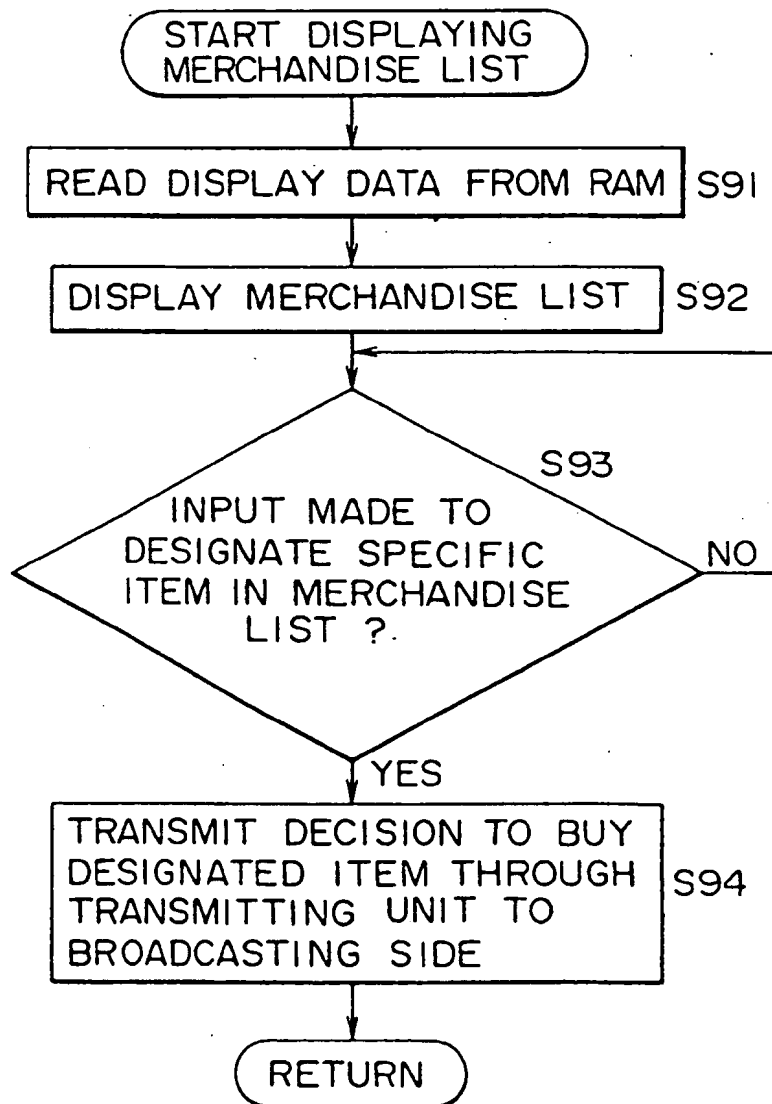 START DISPLAYING
MERCHANDISE LIST
READ DISPLAY DATA FROM RAM
S91
DISPLAY MERCHANDISE LIST
S92
S93
INPUT MADE TO
DESIGNATE SPECIFIC
ITEM IN MERCHANDISE
LIST ?
NO
YES
TRANSMIT DECISION TO BUY
DESIGNATED ITEM THROUGH
TRANSMITTING UNIT TO
BROADCASTING SIDE
S94
RETURN